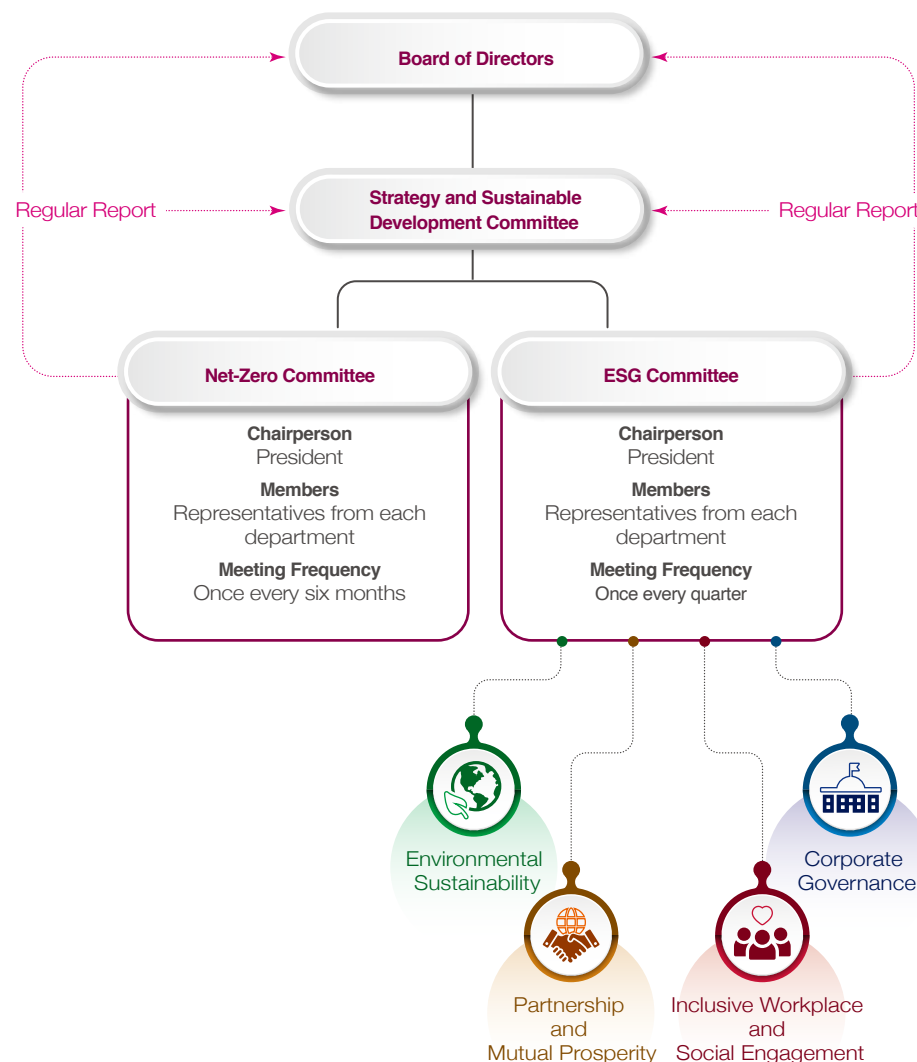 Board of Directors
Regular Report
Strategy and Sustainable
Development Committee
Regular Report
Net-Zero Committee
Chairperson
President
Members
Representatives from each
department
Meeting Frequency
Once every six months
ESG Committee
Chairperson
President
Members
Representatives from each
department
Meeting Frequency
Once every quarter
Environmental
Sustainability
Corporate
Governance
Partnership
and
Mutual Prosperity
Inclusive Workplace
and
Social Engagement